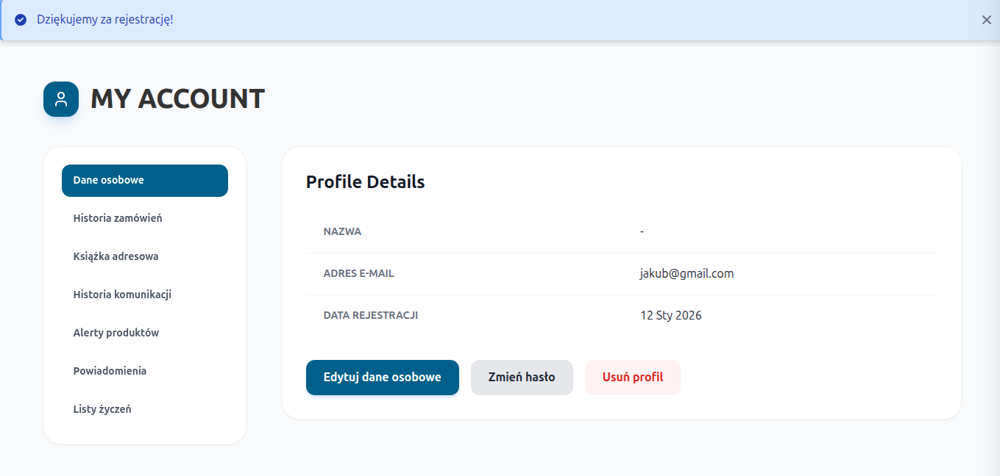 Dziękujemy za rejestrację!
MY ACCOUNT
Dane osobowe
Historia zamówień
Książka adresowa
Historia komunikacji
Alerty produktów
Powiadomienia
Listy życzeń
Profile Details
NAZWA -
ADRES E-MAIL jakub@gmail.com
DATA REJESTRACJI 12 Sty 2026
Edytuj dane osobowe Zmień hasło Usuń profil